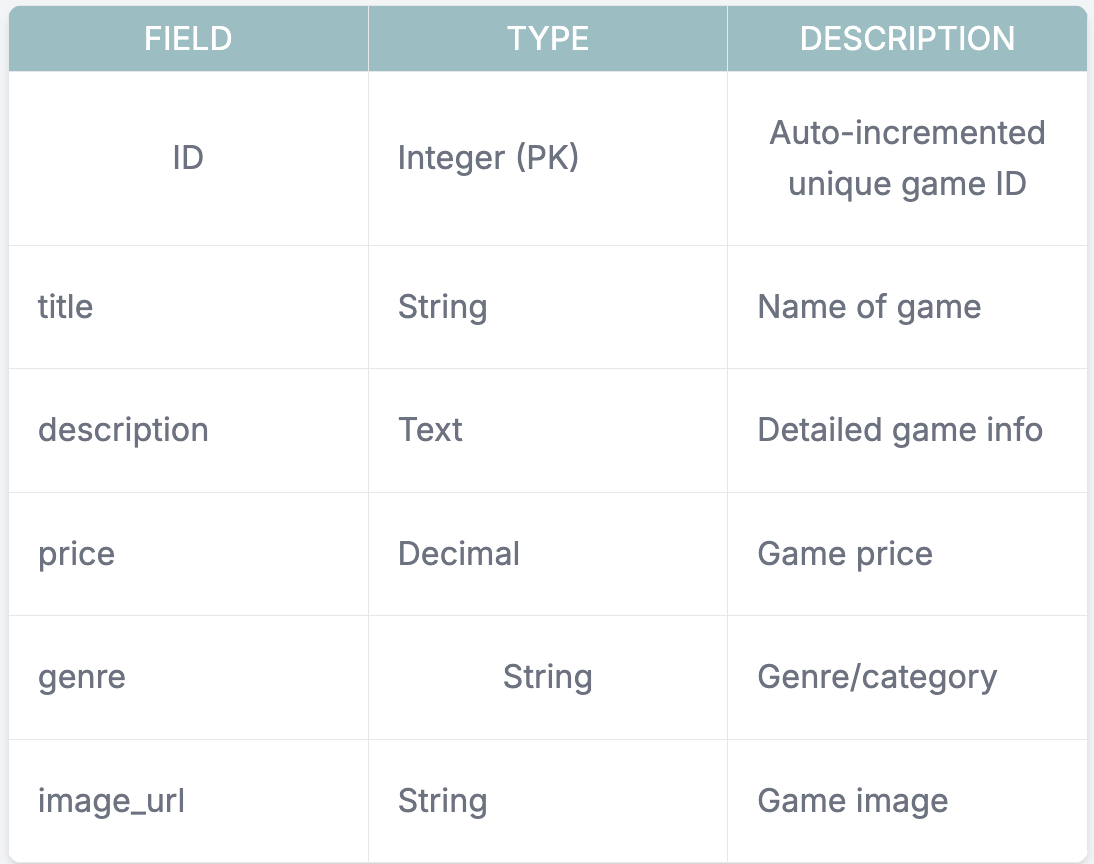 FIELD TYPE DESCRIPTION
ID Integer (PK) Auto-incremented
unique game ID
title String Name of game
description Text Detailed game info
price Decimal Game price
genre String Genre/category
image_url String Game image